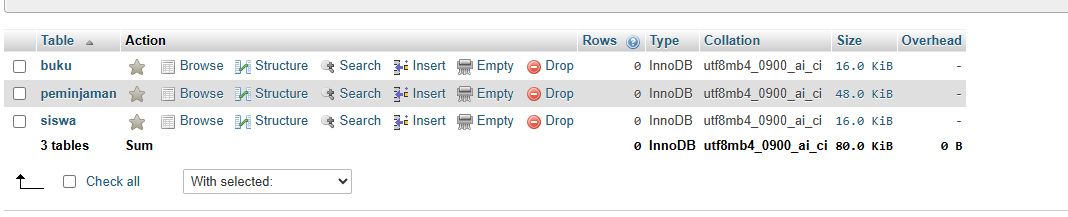 Table Action Rows Type Collation Size Overhead
buku Browse Structure Search Insert Empty Drop 0 InnoDB utf8mb4_0900_ai_ci 16.0 KiB -
peminjaman Browse Structure Search Insert Empty Drop 0 InnoDB utf8mb4_0900_ai_ci 48.0 KiB -
siswa Browse Structure Search Insert Empty Drop 0 InnoDB utf8mb4_0900_ai_ci 16.0 KiB -
3 tables Sum 0 InnoDB utf8mb4_0900_ai_ci 80.0 KiB 0 B
Check all With selected: